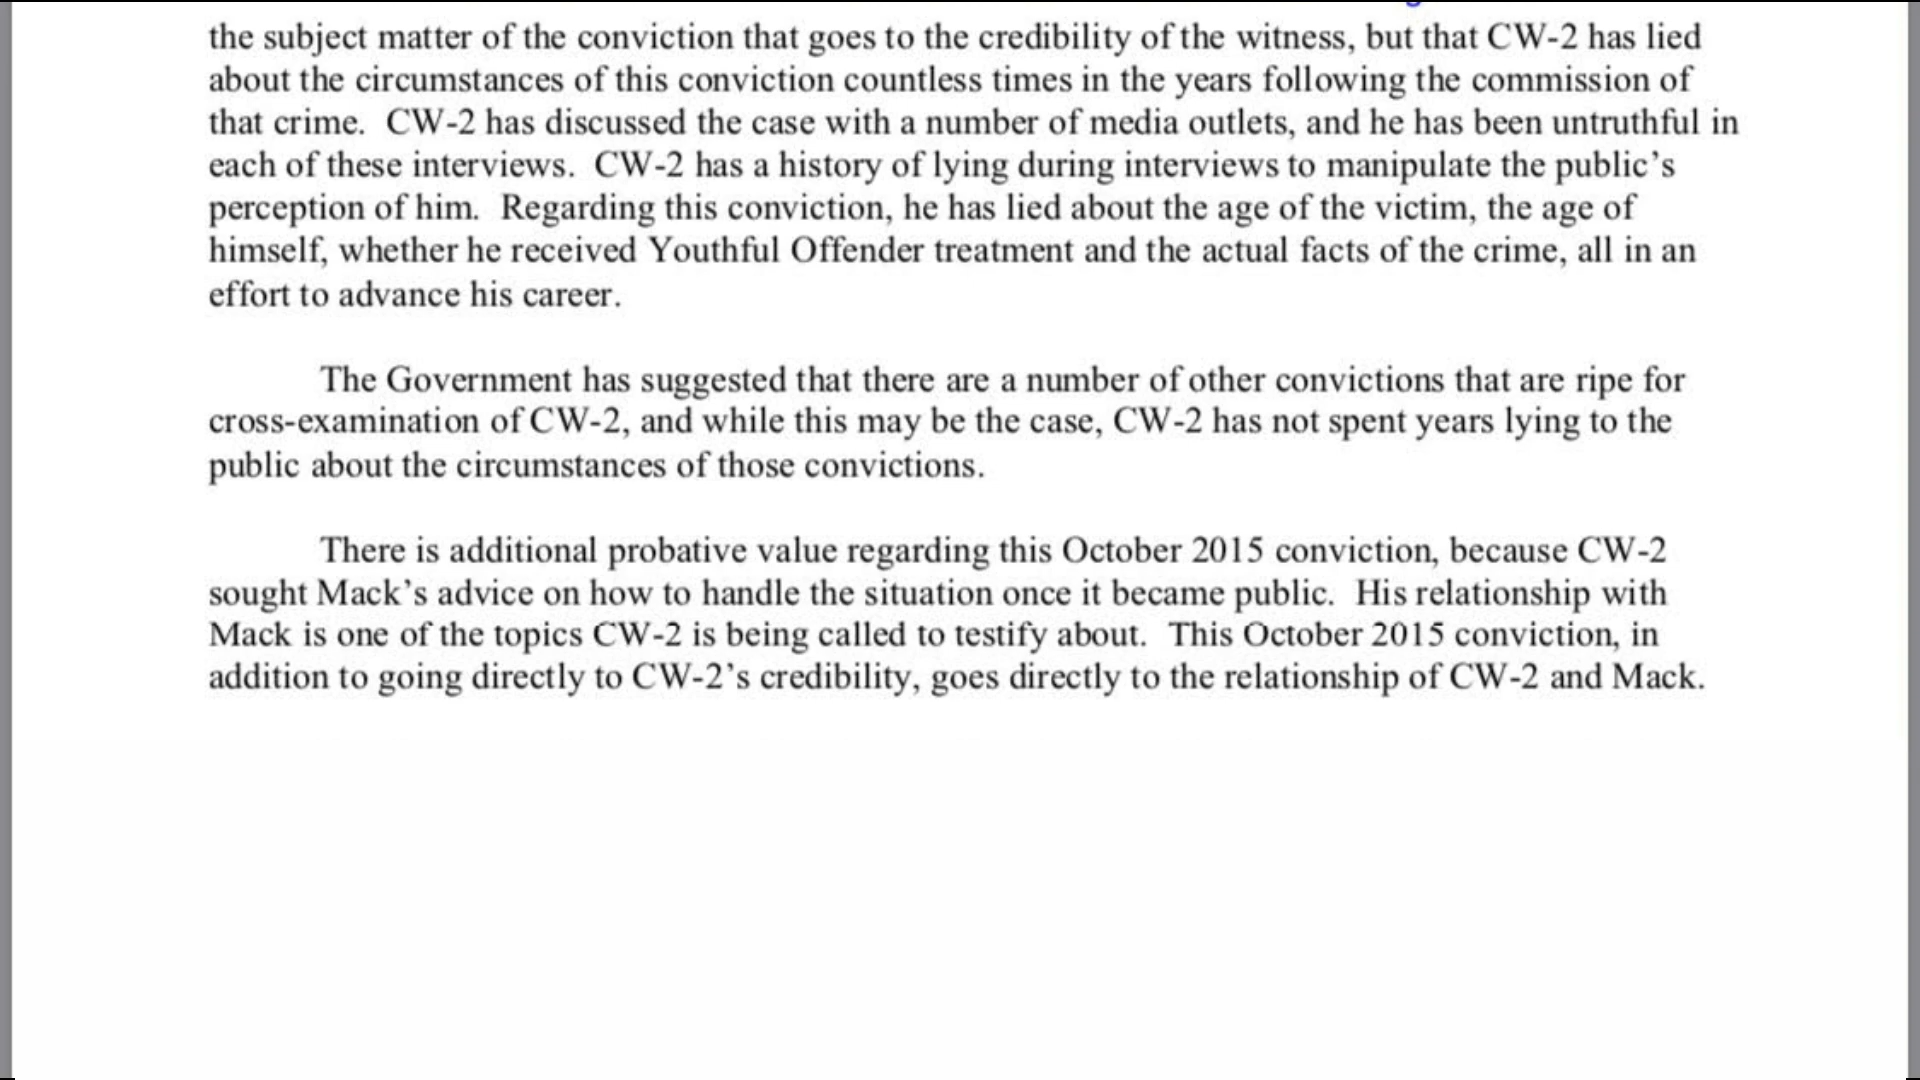 the subject matter of the conviction that goes to the credibility of the witness, but that CW-2 has lied
about the circumstances of this conviction countless times in the years following the commission of
that crime.  CW-2 has discussed the case with a number of media outlets, and he has been untruthful in
each of these interviews.  CW-2 has a history of lying during interviews to manipulate the public’s
perception of him.  Regarding this conviction, he has lied about the age of the victim, the age of
himself, whether he received Youthful Offender treatment and the actual facts of the crime, all in an
effort to advance his career.
The Government has suggested that there are a number of other convictions that are ripe for
cross-examination of CW-2, and while this may be the case, CW-2 has not spent years lying to the
public about the circumstances of those convictions.
There is additional probative value regarding this October 2015 conviction, because CW-2
sought Mack’s advice on how to handle the situation once it became public.  His relationship with
Mack is one of the topics CW-2 is being called to testify about.  This October 2015 conviction, in
addition to going directly to CW-2’s credibility, goes directly to the relationship of CW-2 and Mack.